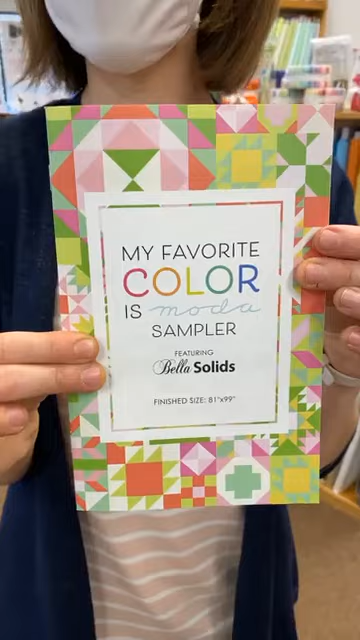 MY FAVORITE
COLOR
IS moda
SAMPLER
FEATURING
Bella Solids
FINISHED SIZE: 81"x99"